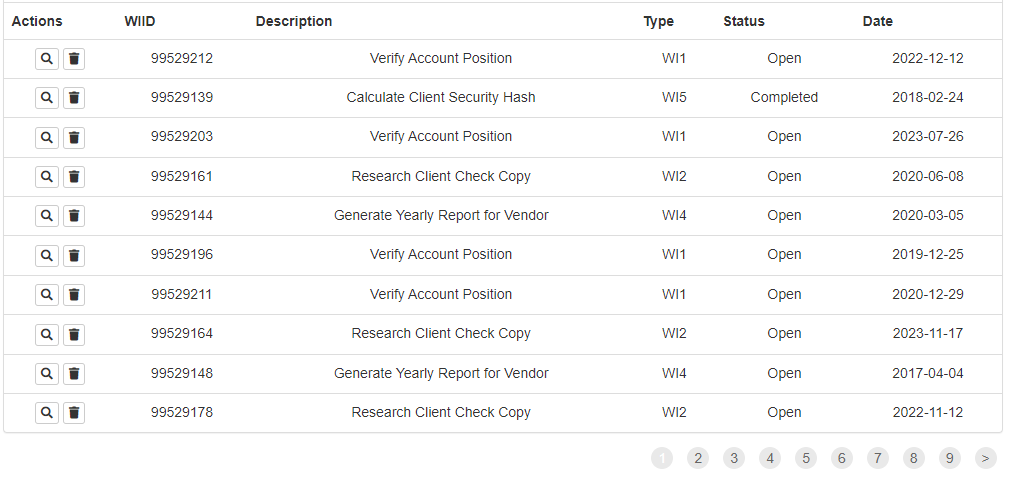 Actions WIID Description Type Status Date
99529212 Verify Account Position WI1 Open 2022-12-12
99529139 Calculate Client Security Hash WI5 Completed 2018-02-24
99529203 Verify Account Position WI1 Open 2023-07-26
99529161 Research Client Check Copy WI2 Open 2020-06-08
99529144 Generate Yearly Report for Vendor WI4 Open 2020-03-05
99529196 Verify Account Position WI1 Open 2019-12-25
99529211 Verify Account Position WI1 Open 2020-12-29
99529164 Research Client Check Copy WI2 Open 2023-11-17
99529148 Generate Yearly Report for Vendor WI4 Open 2017-04-04
99529178 Research Client Check Copy WI2 Open 2022-11-12
1 2 3 4 5 6 7 8 9 >